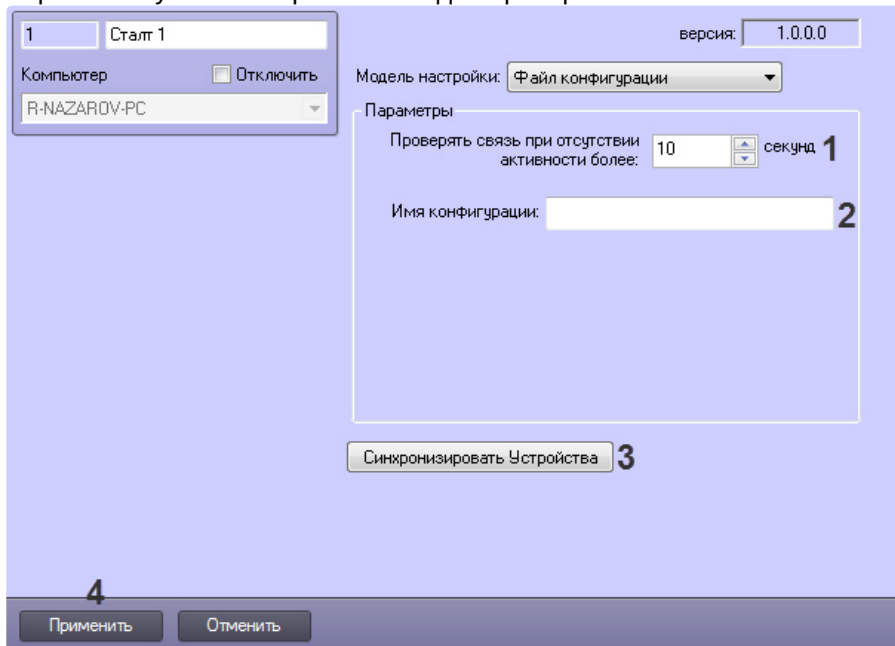 1 Сталт 1
версия: 1.0.0.0
Компьютер Отключить
Модель настройки: Файл конфигурации
R-NAZAROV-PC
Параметры
Проверять связь при отсутствии
активности более: 10 секунд 1
Имя конфигурации: 2
Синхронизировать Устройства 3
4
Применить Отменить